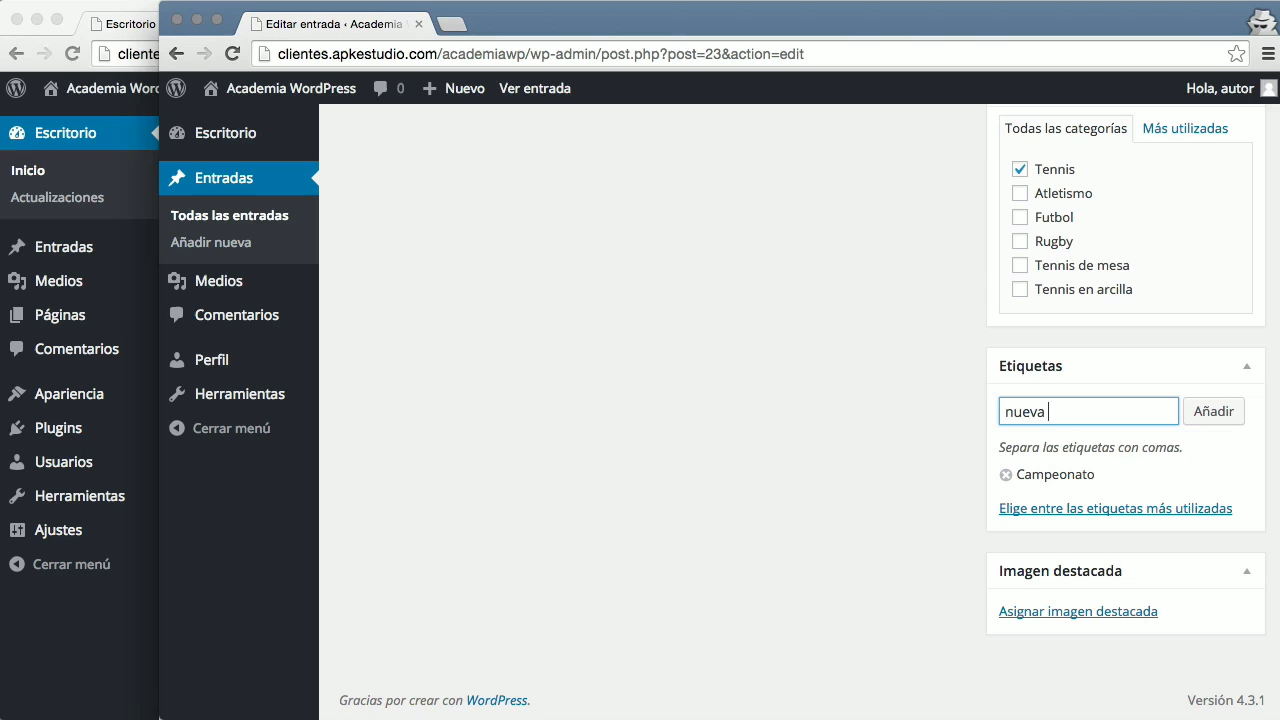 Escritorio
Editar entrada ‹ Academia
cliente
clientes.apkestudio.com/academiawp/wp-admin/post.php?post=23&action=edit
Academia Wor
Academia WordPress
0
Nuevo
Ver entrada
Hola, autor
Escritorio
Inicio
Actualizaciones
Entradas
Medios
Páginas
Comentarios
Apariencia
Plugins
Usuarios
Herramientas
Ajustes
Cerrar menú
Escritorio
Entradas
Todas las entradas
Añadir nueva
Medios
Comentarios
Perfil
Herramientas
Cerrar menú
Todas las categorías
Más utilizadas
Tennis
Atletismo
Futbol
Rugby
Tennis de mesa
Tennis en arcilla
Etiquetas
nueva
Añadir
Separa las etiquetas con comas.
Campeonato
Elige entre las etiquetas más utilizadas
Imagen destacada
Asignar imagen destacada
Gracias por crear con WordPress.
Versión 4.3.1